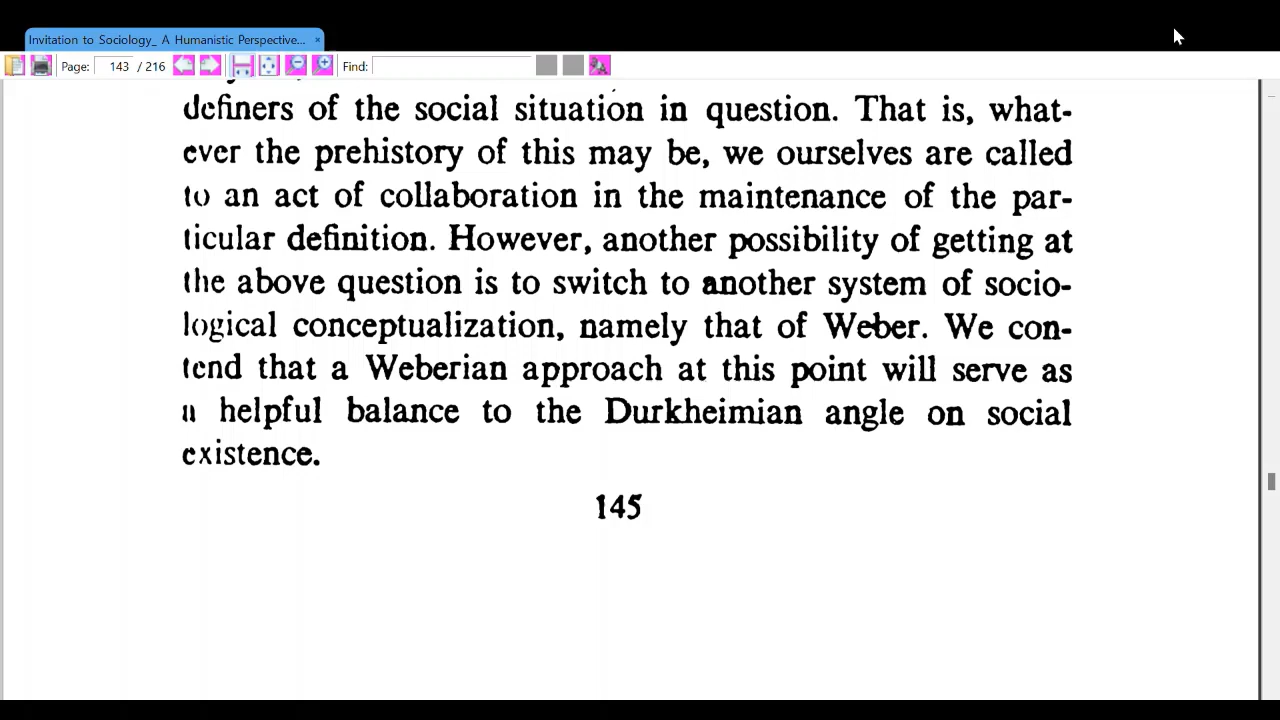 Invitation to Sociology_ A Humanistic Perspective... ×
Page: 143 / 216 Find:
definers of the social situation in question. That is, what-
ever the prehistory of this may be, we ourselves are called
to an act of collaboration in the maintenance of the par-
ticular definition. However, another possibility of getting at
the above question is to switch to another system of socio-
logical conceptualization, namely that of Weber. We con-
tend that a Weberian approach at this point will serve as
a helpful balance to the Durkheimian angle on social
existence.
145